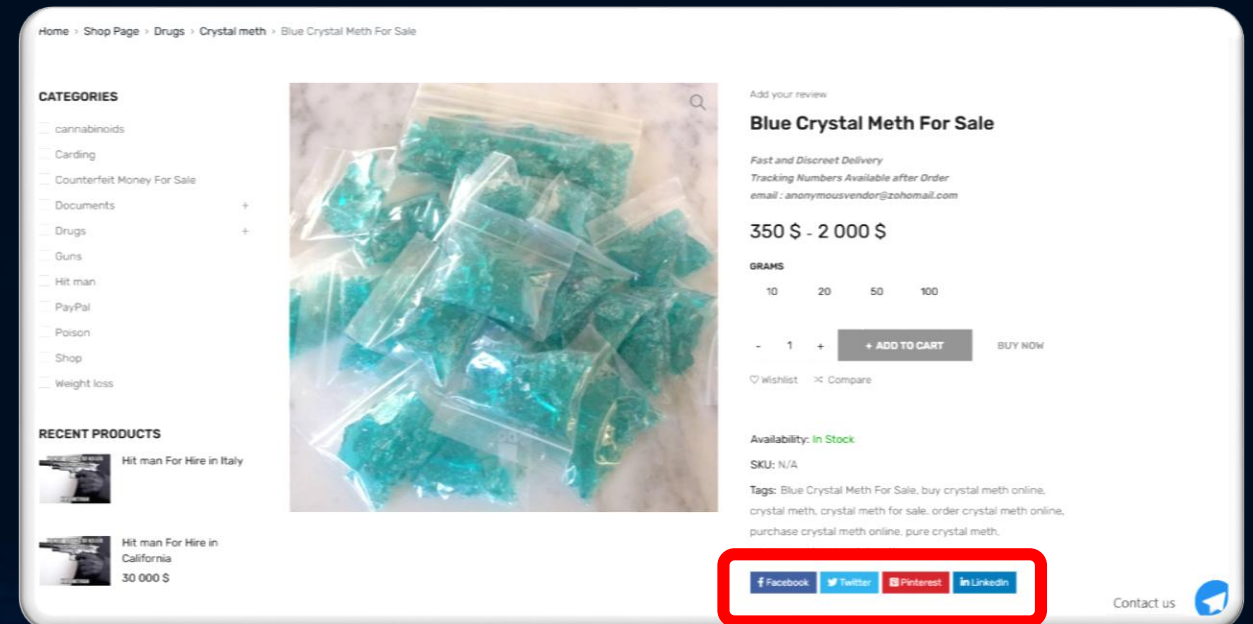 Home > Shop Page > Drugs > Crystal meth > Blue Crystal Meth For Sale
CATEGORIES
cannabinoids
Carding
Counterfeit Money For Sale
Documents +
Drugs +
Guns
Hit man
PayPal
Poison
Shop
Weight loss
RECENT PRODUCTS
Hit man For Hire in Italy
Hit man For Hire in
California
30 000 $
Add your review
Blue Crystal Meth For Sale
Fast and Discreet Delivery
Tracking Numbers Available after Order
email : anonymousvendor@zohomail.com
350 $ - 2 000 $
GRAMS
10 20 50 100
- 1 + + ADD TO CART BUY NOW
Wishlist Compare
Availability: In Stock
SKU: N/A
Tags: Blue Crystal Meth For Sale, buy crystal meth online,
crystal meth, crystal meth for sale, order crystal meth online,
purchase crystal meth online, pure crystal meth,
Facebook Twitter Pinterest LinkedIn
Contact us